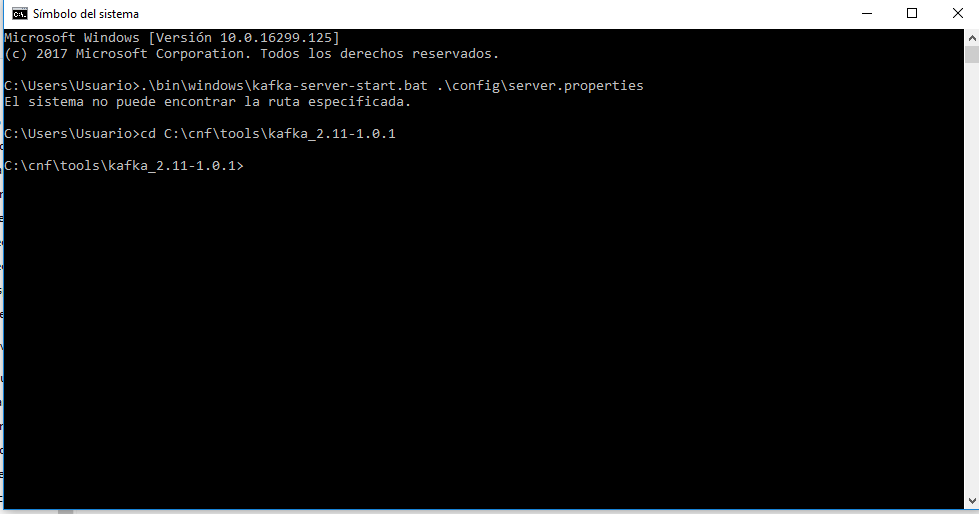 Símbolo del sistema
Microsoft Windows [Versión 10.0.16299.125]
(c) 2017 Microsoft Corporation. Todos los derechos reservados.
C:\Users\Usuario>.\bin\windows\kafka-server-start.bat .\config\server.properties
El sistema no puede encontrar la ruta especificada.
C:\Users\Usuario>cd C:\cnf\tools\kafka_2.11-1.0.1
C:\cnf\tools\kafka_2.11-1.0.1>